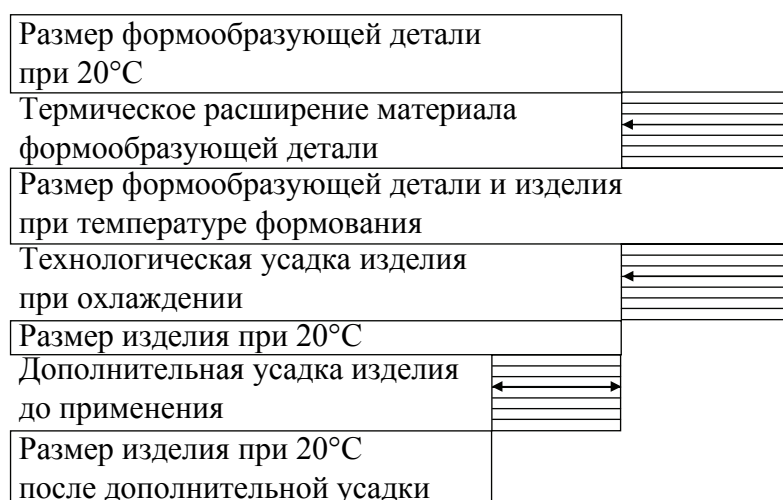 Размер формообразующей детали
при 20°С
Термическое расширение материала
формообразующей детали
Размер формообразующей детали и изделия
при температуре формования
Технологическая усадка изделия
при охлаждении
Размер изделия при 20°С
Дополнительная усадка изделия
до применения
Размер изделия при 20°С
после дополнительной усадки